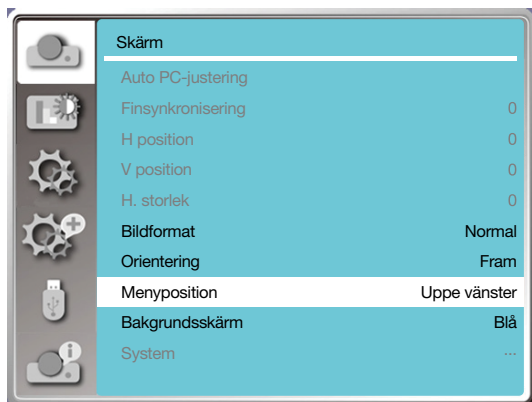 Skärm
Auto PC-justering
Finsynkronisering 0
H position 0
V position 0
H. storlek 0
Bildformat Normal
Orientering Fram
Menyposition Uppe vänster
Bakgrundsskärm Blå
System ...